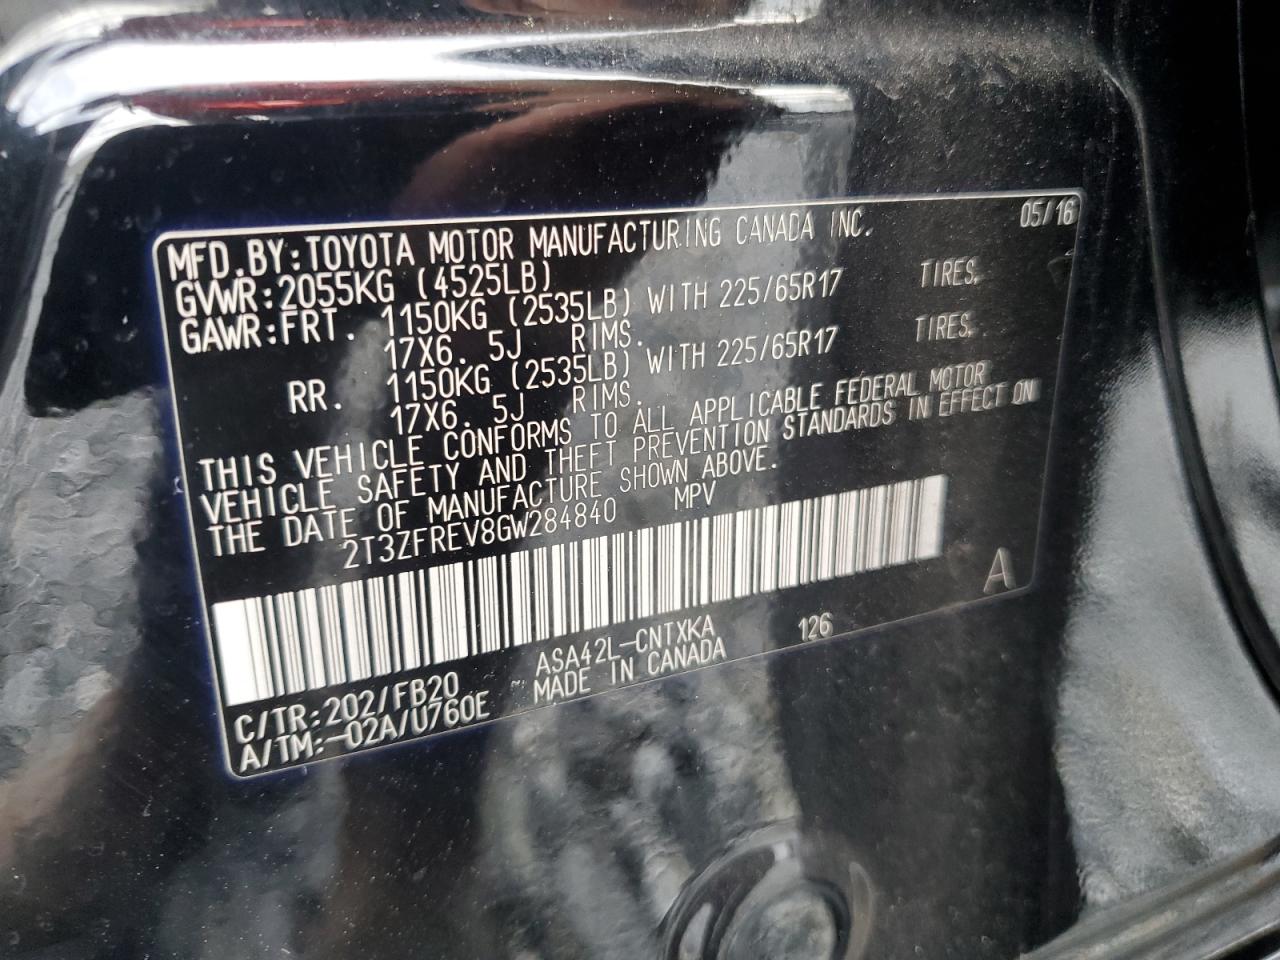 05/16
MFD.BY:TOYOTA MOTOR MANUFACTURING CANADA INC.
GVWR:2055KG (4525LB)
GAWR:FRT. 1150KG (2535LB) WITH 225/65R17 TIRES,
17X6.5J RIMS.
RR. 1150KG (2535LB) WITH 225/65R17 TIRES,
17X6.5J RIMS.
THIS VEHICLE CONFORMS TO ALL APPLICABLE FEDERAL MOTOR
VEHICLE SAFETY AND THEFT PREVENTION STANDARDS IN EFFECT ON
THE DATE OF MANUFACTURE SHOWN ABOVE.
2T3ZFREV8GW284840 MPV
A
C/TR:202/FB20 ASA42L-CNTXKA 126
A/TM:-02A/U760E MADE IN CANADA